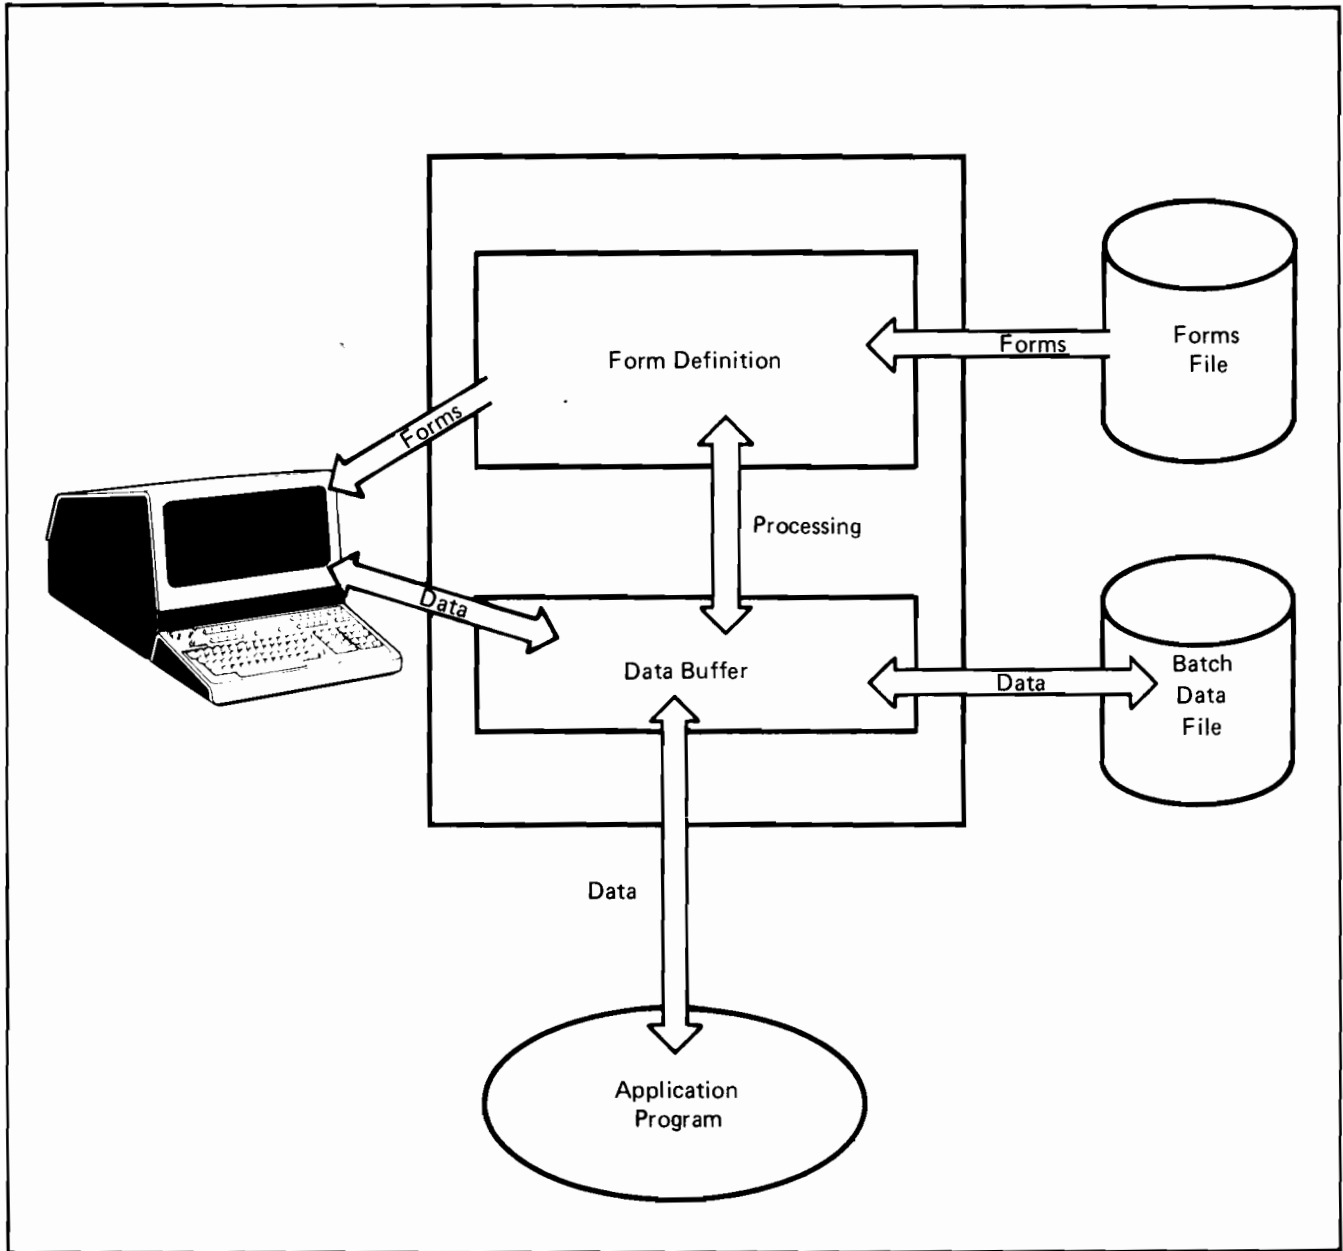 Form Definition
Forms
Forms
File
Forms
Processing
Data
Data Buffer
Data
Batch
Data
File
Data
Application
Program